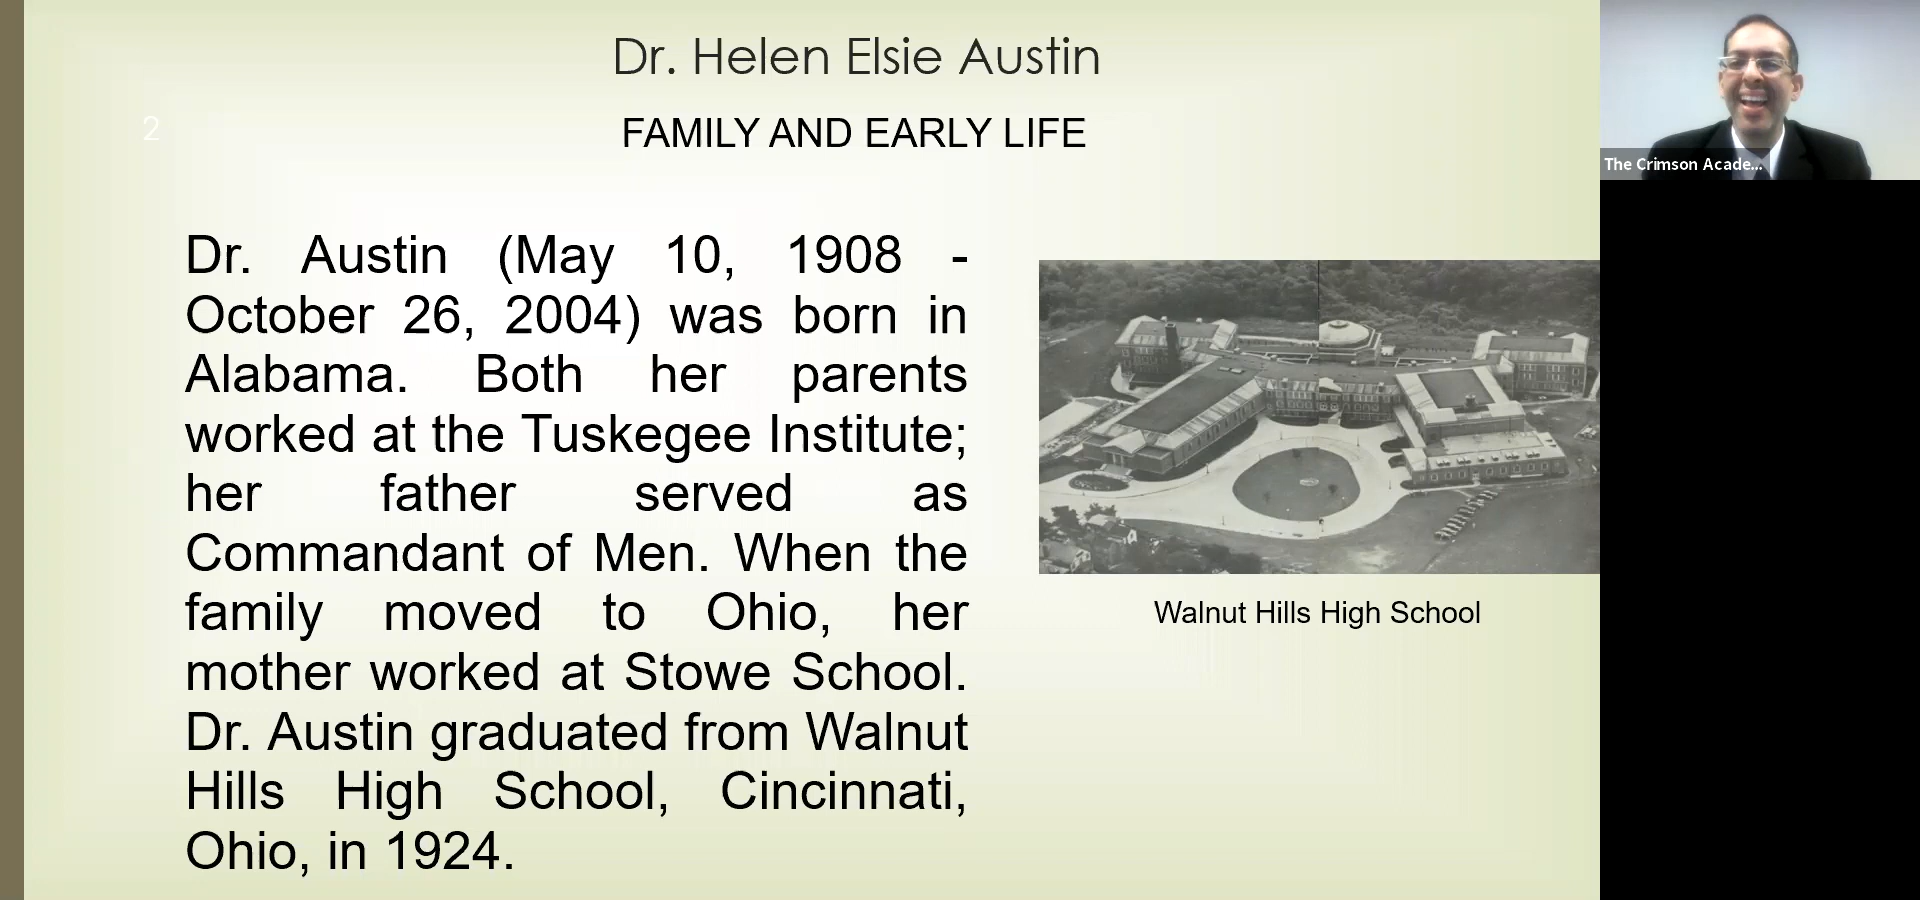 Dr. Helen Elsie Austin
2
FAMILY AND EARLY LIFE
Dr. Austin (May 10, 1908 -
October 26, 2004) was born in
Alabama. Both her parents
worked at the Tuskegee Institute;
her father served as
Commandant of Men. When the
family moved to Ohio, her
mother worked at Stowe School.
Dr. Austin graduated from Walnut
Hills High School, Cincinnati,
Ohio, in 1924.
Walnut Hills High School
The Crimson Acade...